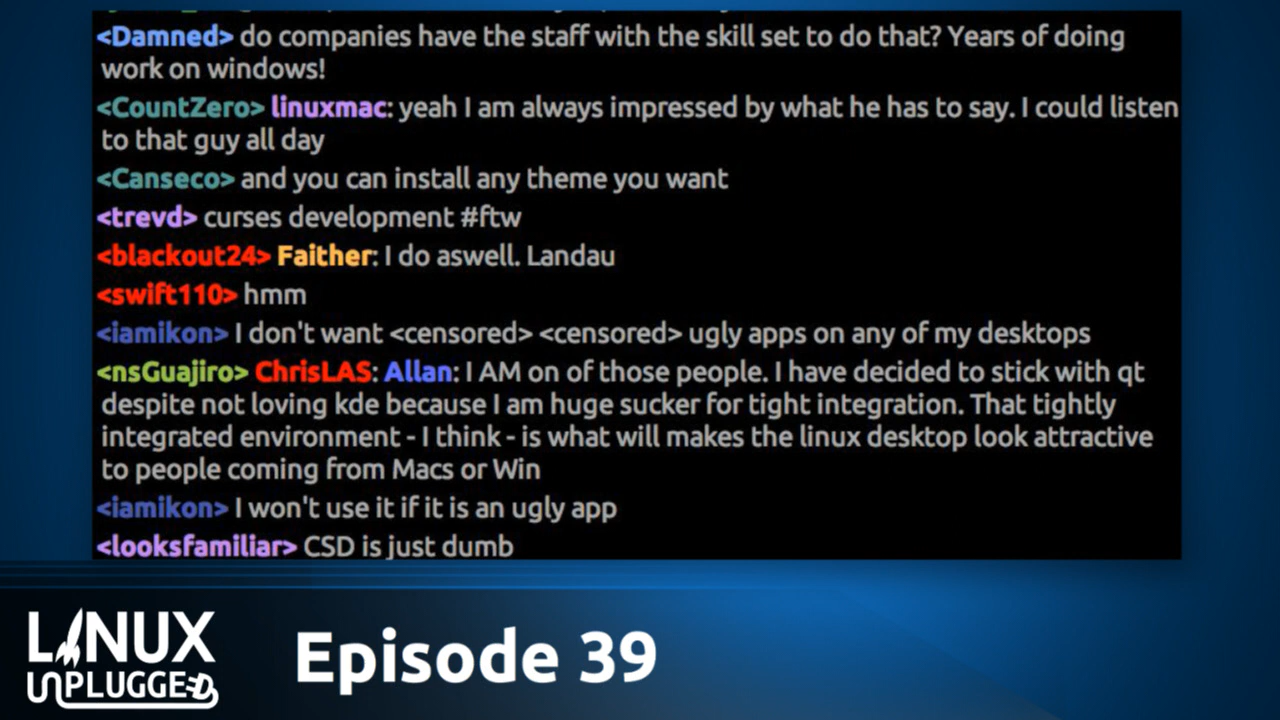 <Damned> do companies have the staff with the skill set to do that? Years of doing
work on windows!
<CountZero> linuxmac: yeah I am always impressed by what he has to say. I could listen
to that guy all day
<Canseco> and you can install any theme you want
<trevd> curses development #ftw
<blackout24> Faither: I do aswell. Landau
<swift110> hmm
<iamikon> I don't want <censored> <censored> ugly apps on any of my desktops
<nsGuajiro> ChrisLAS: Allan: I AM on of those people. I have decided to stick with qt
despite not loving kde because I am huge sucker for tight integration. That tightly
integrated environment - I think - is what will makes the linux desktop look attractive
to people coming from Macs or Win
<iamikon> I won't use it if it is an ugly app
<looksfamiliar> CSD is just dumb
LINUX
UNPLUGGED
Episode 39